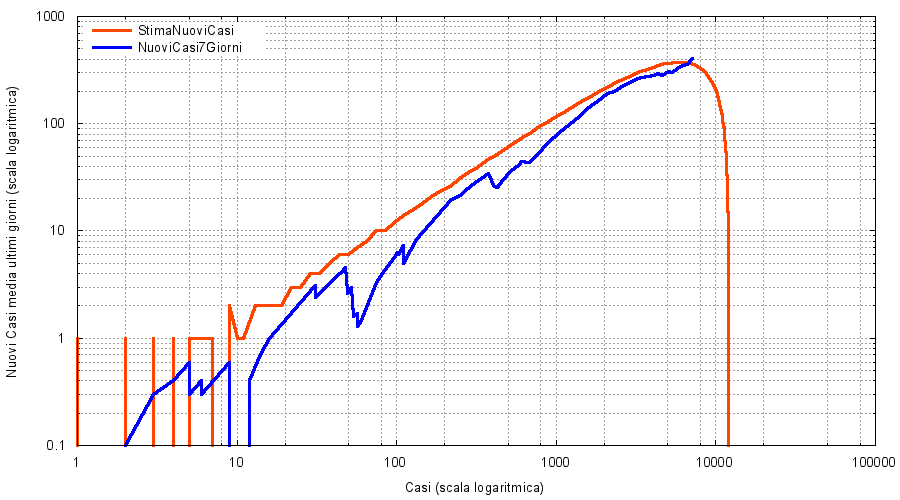 1000
StimaNuoviCasi
NuoviCasi7Giorni
100
10
1
0.1
Nuovi Casi media ultimi giorni (scala logaritmica)
1 10 100 1000 10000 100000
Casi (scala logaritmica)